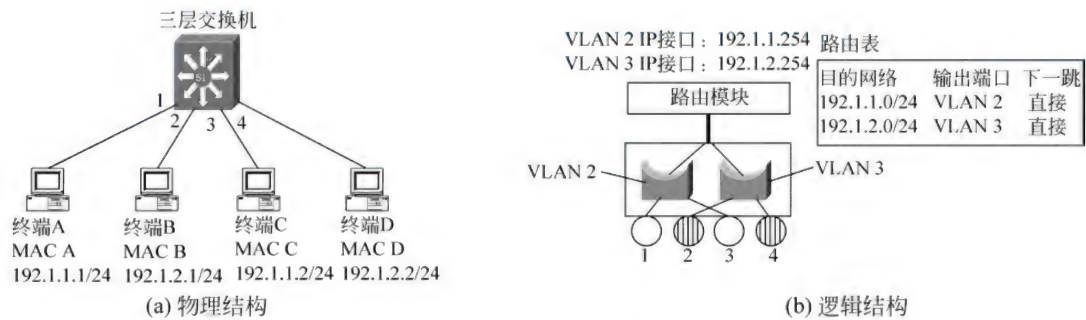 三层交换机
S1
1
2
3
4
终端A
MAC A
192.1.1.1/24
终端B
MAC B
192.1.2.1/24
终端C
MAC C
192.1.1.2/24
终端D
MAC D
192.1.2.2/24
(a) 物理结构
VLAN 2 IP接口：192.1.1.254
VLAN 3 IP接口：192.1.2.254
路由表
目的网络 输出端口 下一跳
192.1.1.0/24 VLAN 2 直接
192.1.2.0/24 VLAN 3 直接
路由模块
VLAN 2
VLAN 3
1 2 3 4
(b) 逻辑结构